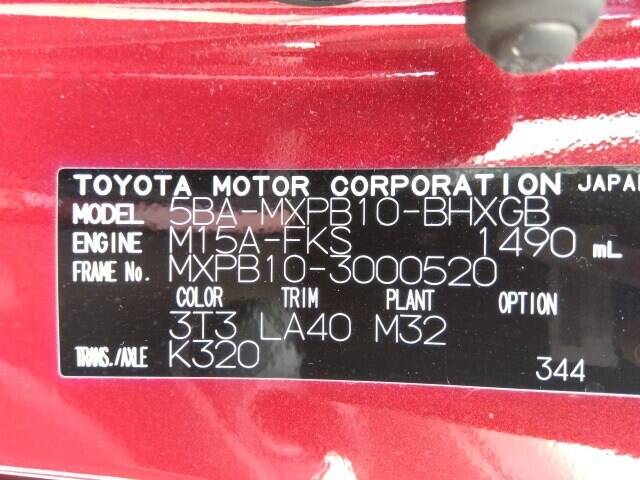 TOYOTA MOTOR CORPORATION JAPAN
MODEL 5BA-MXPB10-BHXGB
ENGINE M15A-FKS 1490 mL
FRAME No. MXPB10-3000520
COLOR TRIM PLANT OPTION
3T3 LA40 M32
TRANS./AXLE K320
344